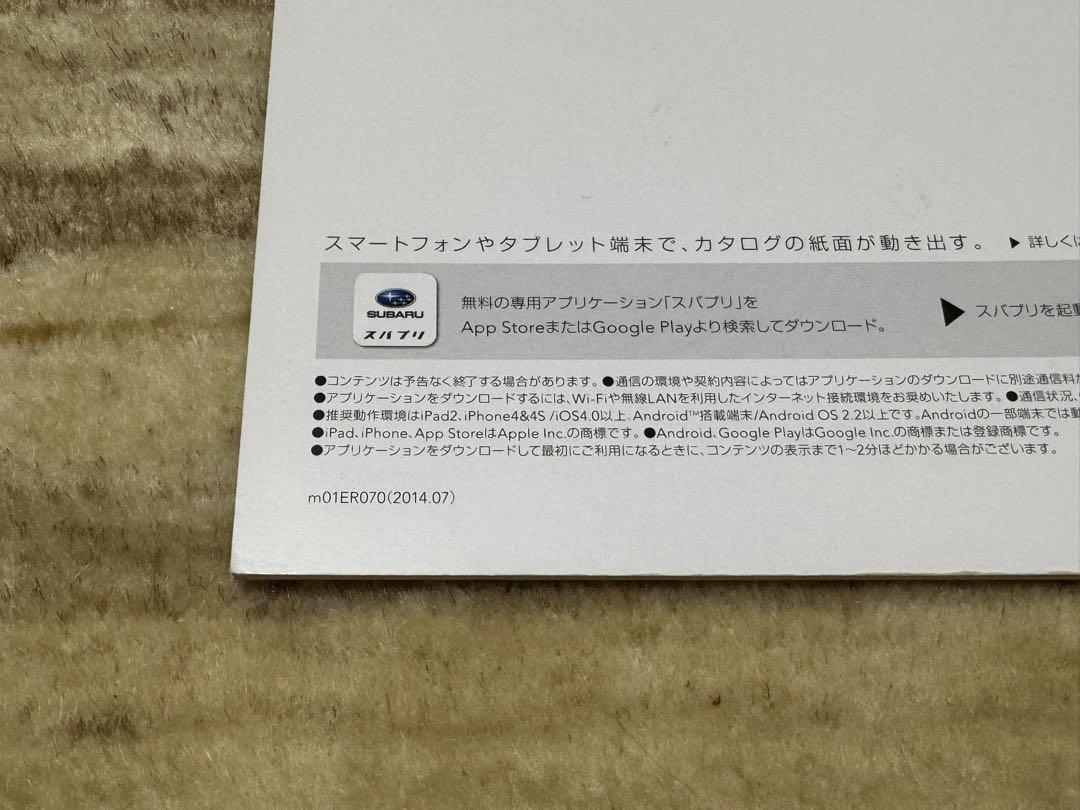 スマートフォンやタブレット端末で、カタログの紙面が動き出す。 ▶ 詳しくは
SUBARU
スバプリ
無料の専用アプリケーション「スバプリ」を
App StoreまたはGoogle Playより検索してダウンロード。
▶ スバプリを起動
●コンテンツは予告なく終了する場合があります。●通信の環境や契約内容によってはアプリケーションのダウンロードに別途通信料が
●アプリケーションをダウンロードするには、Wi-Fiや無線LANを利用したインターネット接続環境をお奨めいたします。●通信状況、
●推奨動作環境はiPad2、iPhone4&4S /iOS4.0以上、Android™搭載端末/Android OS 2.2以上です。Androidの一部端末では動
●iPad、iPhone、App StoreはApple Inc.の商標です。●Android、Google PlayはGoogle Inc.の商標または登録商標です。
●アプリケーションをダウンロードして最初にご利用になるときに、コンテンツの表示まで1〜2分ほどかかる場合がございます。
m01ER070(2014.07)